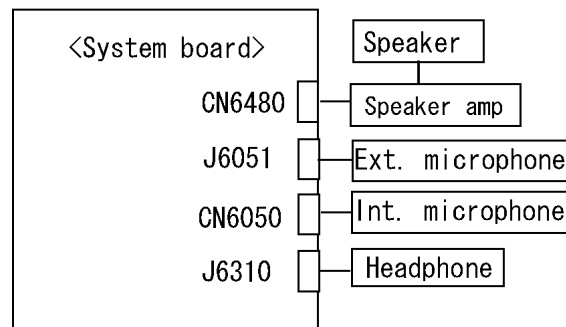 <System board>
Speaker
CN6480
Speaker amp
J6051
Ext. microphone
CN6050
Int. microphone
J6310
Headphone